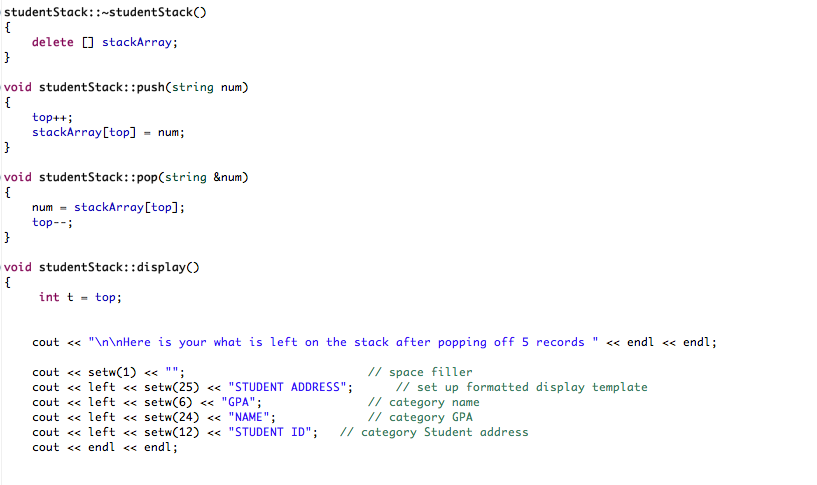 studentStack::~studentStack()
{
delete [] stackArray;
}
void studentStack::push(string num)
{
top++;
stackArray[top] = num;
}
void studentStack::pop(string &num)
{
num = stackArray[top];
top--;
}
void studentStack::display()
{
int t = top;
cout << "\n\nHere is your what is left on the stack after popping off 5 records " << endl << endl;
cout << setw(1) << ""; // space filler
cout << left << setw(25) << "STUDENT ADDRESS"; // set up formatted display template
cout << left << setw(6) << "GPA"; // category name
cout << left << setw(24) << "NAME"; // category GPA
cout << left << setw(12) << "STUDENT ID"; // category Student address
cout << endl << endl;